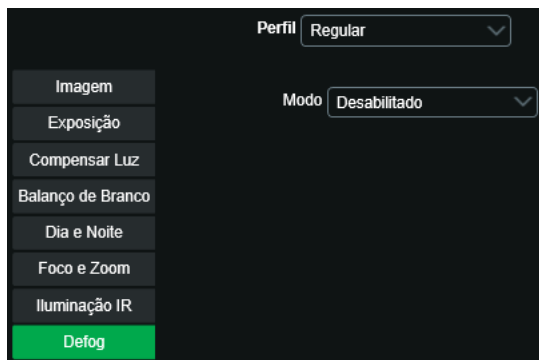 Perfil Regular
Imagem
Modo Desabilitado
Exposição
Compensar Luz
Balanço de Branco
Dia e Noite
Foco e Zoom
Iluminação IR
Defog